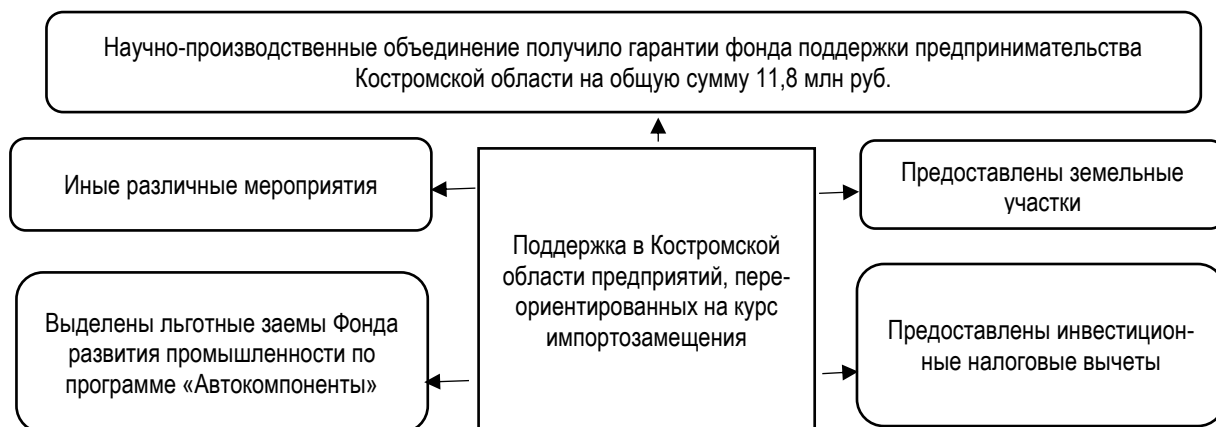 Научно-производственные объединение получило гарантии фонда поддержки предпринимательства
Костромской области на общую сумму 11,8 млн руб.
Иные различные мероприятия
Предоставлены земельные
участки
Поддержка в Костромской
области предприятий, пере-
ориентированных на курс
импортозамещения
Выделены льготные заемы Фонда
развития промышленности по
программе «Автокомпоненты»
Предоставлены инвестицион-
ные налоговые вычеты